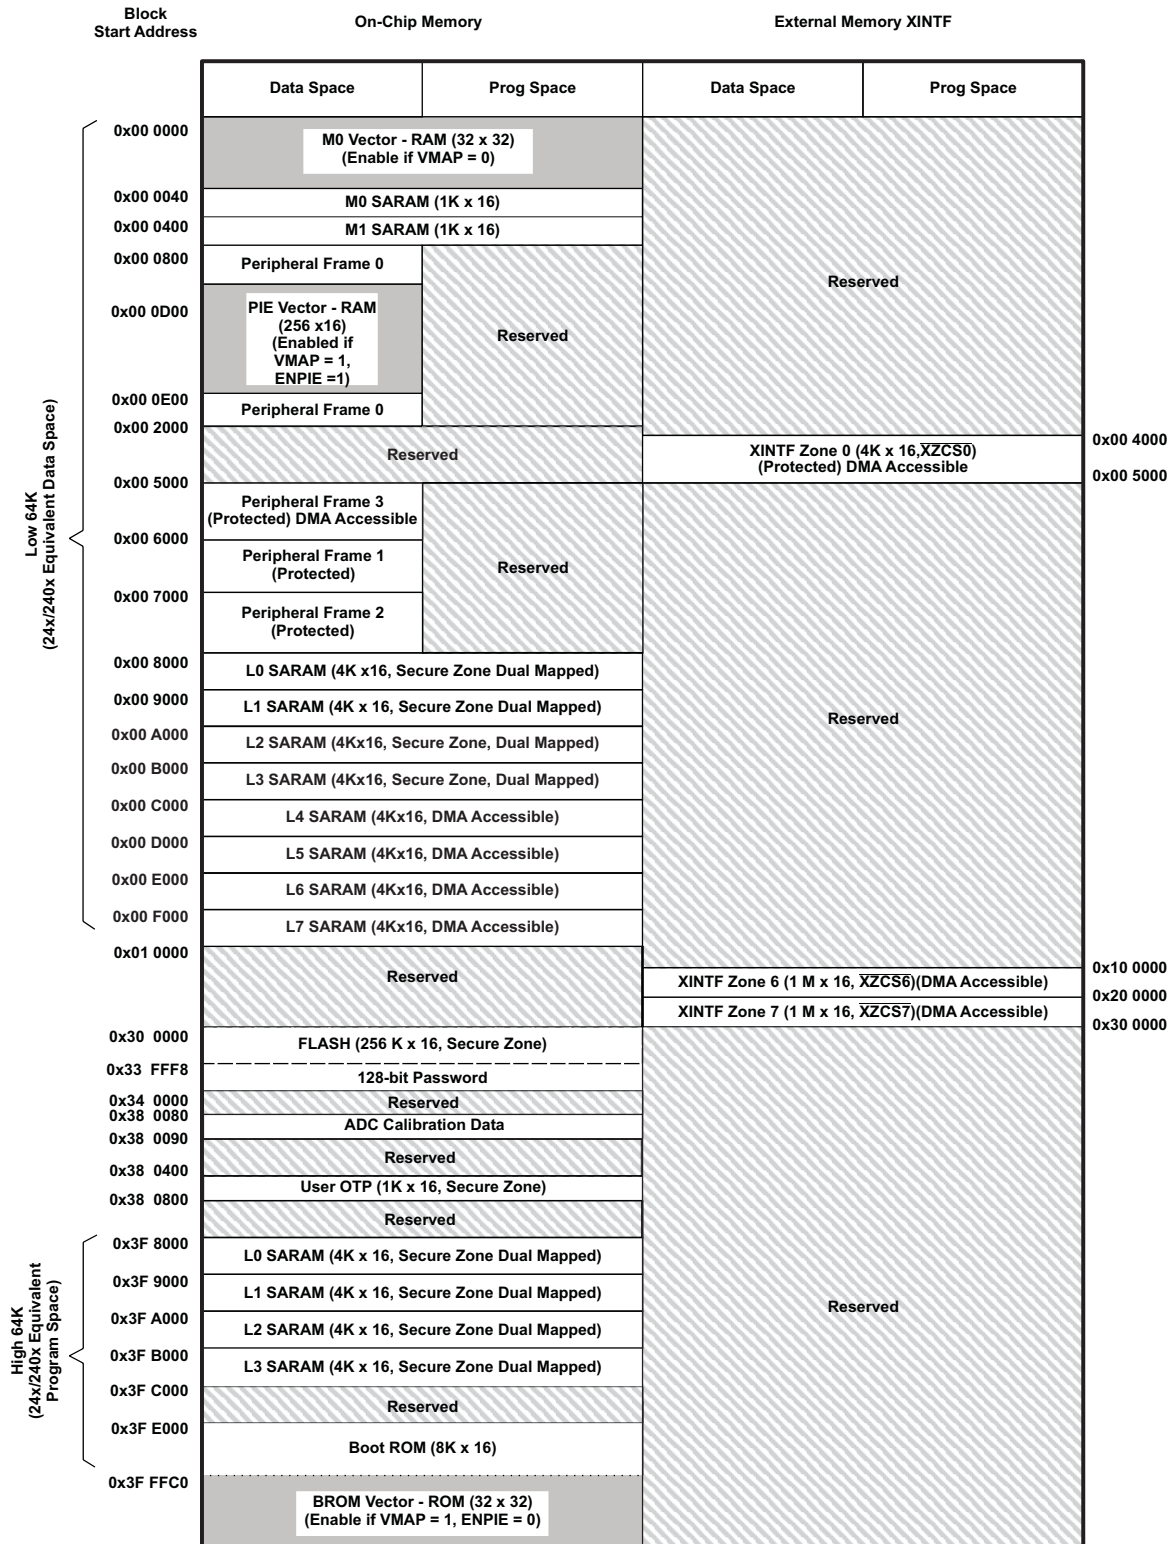 Block
Start Address
On-Chip Memory
External Memory XINTF
Data Space
Prog Space
Data Space
Prog Space
0x00 0000
M0 Vector - RAM (32 x 32)
(Enable if VMAP = 0)
0x00 0040
M0 SARAM (1K x 16)
0x00 0400
M1 SARAM (1K x 16)
0x00 0800
Peripheral Frame 0
Reserved
0x00 0D00
PIE Vector - RAM
(256 x16)
(Enabled if
VMAP = 1,
ENPIE =1)
Reserved
0x00 0E00
Peripheral Frame 0
0x00 2000
Reserved
XINTF Zone 0 (4K x 16,XZCS0)
(Protected) DMA Accessible
0x00 4000
0x00 5000
0x00 5000
Peripheral Frame 3
(Protected) DMA Accessible
0x00 6000
Peripheral Frame 1
(Protected)
Reserved
0x00 7000
Peripheral Frame 2
(Protected)
Low 64K
(24x/240x Equivalent Data Space)
0x00 8000
L0 SARAM (4K x16, Secure Zone Dual Mapped)
0x00 9000
L1 SARAM (4K x 16, Secure Zone Dual Mapped)
Reserved
0x00 A000
L2 SARAM (4Kx16, Secure Zone, Dual Mapped)
0x00 B000
L3 SARAM (4Kx16, Secure Zone, Dual Mapped)
0x00 C000
L4 SARAM (4Kx16, DMA Accessible)
0x00 D000
L5 SARAM (4Kx16, DMA Accessible)
0x00 E000
L6 SARAM (4Kx16, DMA Accessible)
0x00 F000
L7 SARAM (4Kx16, DMA Accessible)
0x01 0000
Reserved
0x10 0000
XINTF Zone 6 (1 M x 16, XZCS6)(DMA Accessible)
0x20 0000
XINTF Zone 7 (1 M x 16, XZCS7)(DMA Accessible)
0x30 0000
0x30 0000
FLASH (256 K x 16, Secure Zone)
0x33 FFF8
128-bit Password
0x34 0000
Reserved
0x38 0080
ADC Calibration Data
0x38 0090
Reserved
0x38 0400
User OTP (1K x 16, Secure Zone)
0x38 0800
Reserved
0x3F 8000
L0 SARAM (4K x 16, Secure Zone Dual Mapped)
0x3F 9000
L1 SARAM (4K x 16, Secure Zone Dual Mapped)
Reserved
0x3F A000
L2 SARAM (4K x 16, Secure Zone Dual Mapped)
0x3F B000
L3 SARAM (4K x 16, Secure Zone Dual Mapped)
High 64K
(24x/240x Equivalent
Program Space)
0x3F C000
Reserved
0x3F E000
Boot ROM (8K x 16)
0x3F FFC0
BROM Vector - ROM (32 x 32)
(Enable if VMAP = 1, ENPIE = 0)